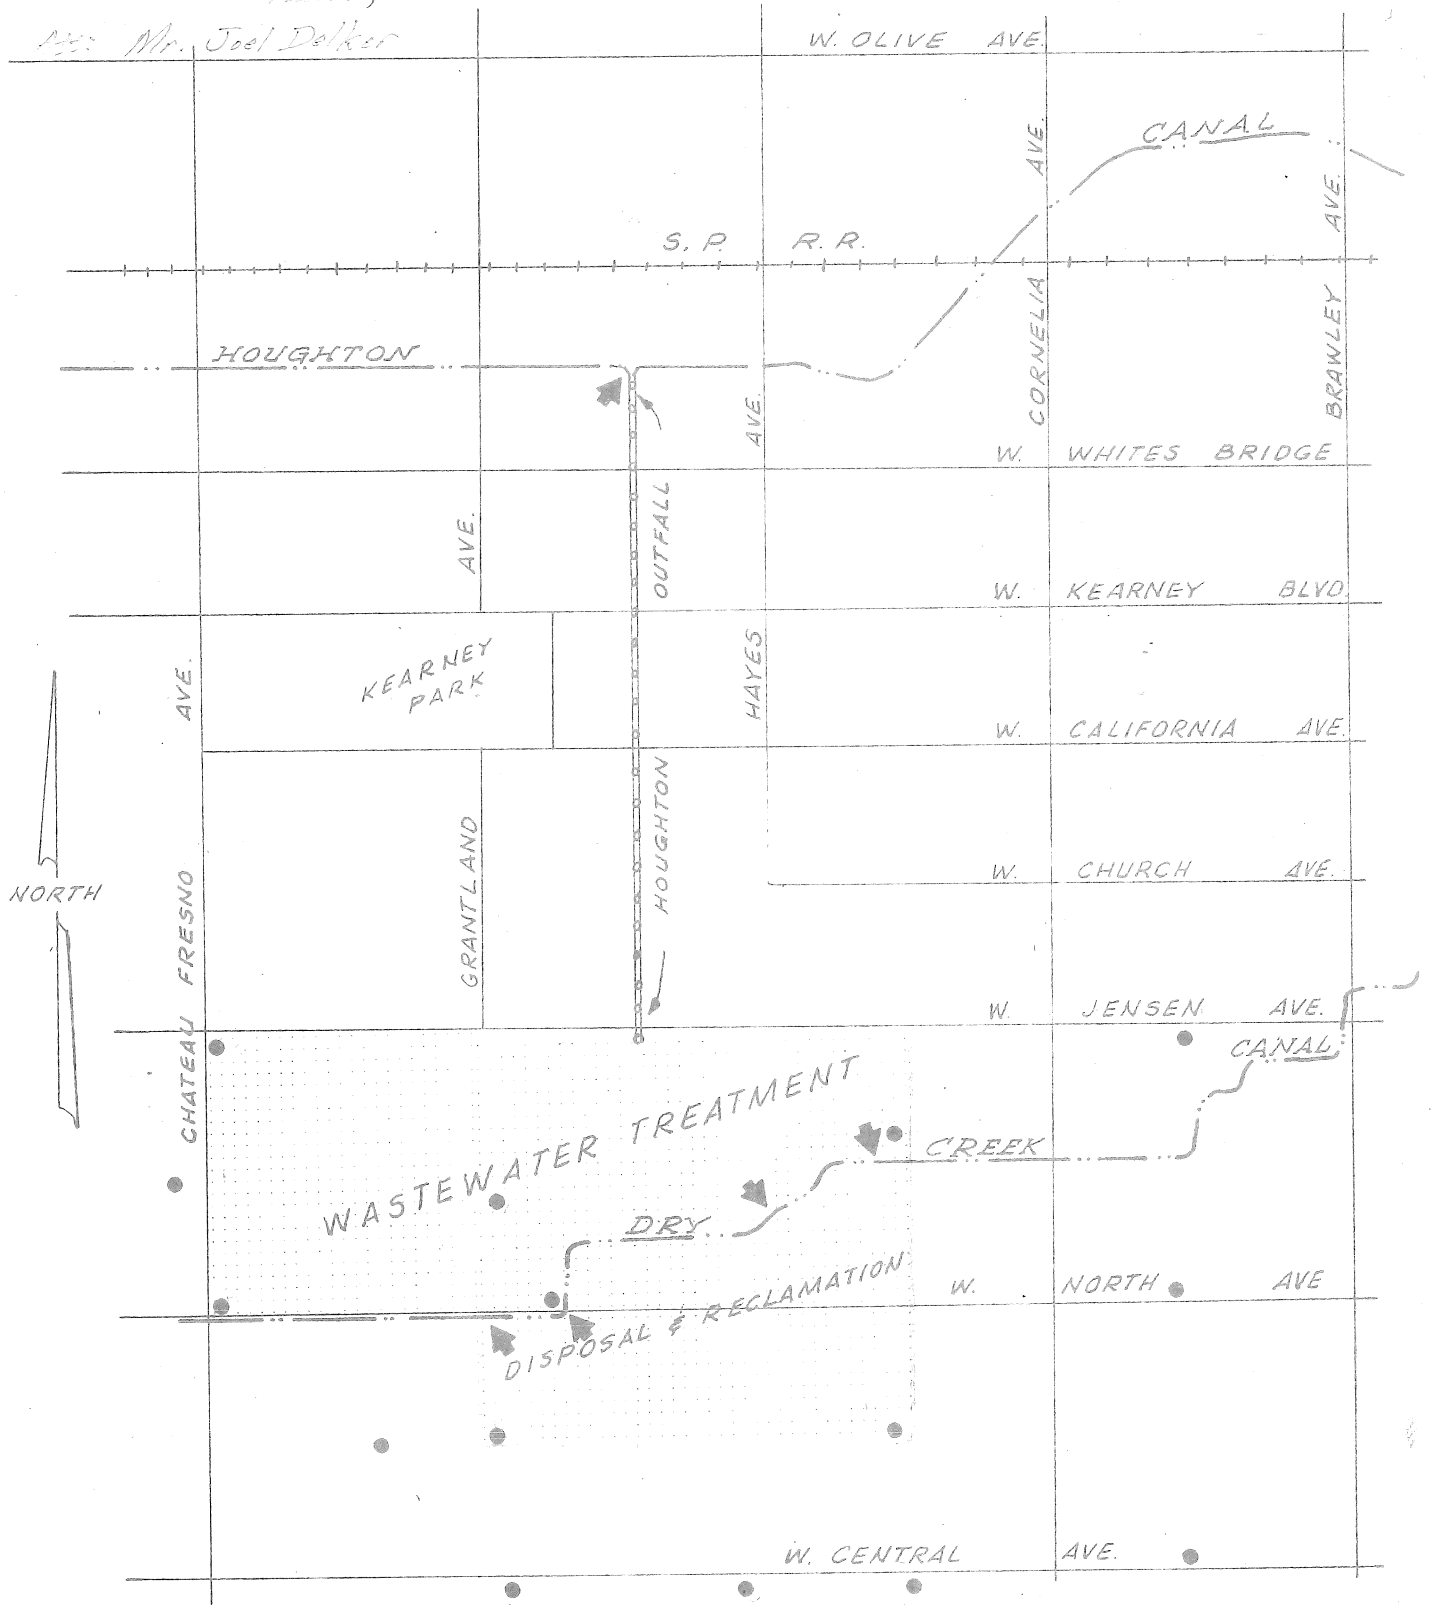 Mr. Joel Delker
W. OLIVE AVE.
CANAL
AVE.
AVE.
S. P. R. R.
HOUGHTON
CORNELIA
BRAWLEY
AVE.
W. WHITES BRIDGE
AVE.
OUTFALL
W. KEARNEY BLVD.
KEARNEY
PARK
AVE.
HAYES
W. CALIFORNIA AVE.
HOUGHTON
GRANTLAND
W. CHURCH AVE.
NORTH
CHATEAU FRESNO
W. JENSEN AVE.
CANAL
WASTEWATER TREATMENT
CREEK
DRY
DISPOSAL & RECLAMATION
W. NORTH AVE
W. CENTRAL AVE.